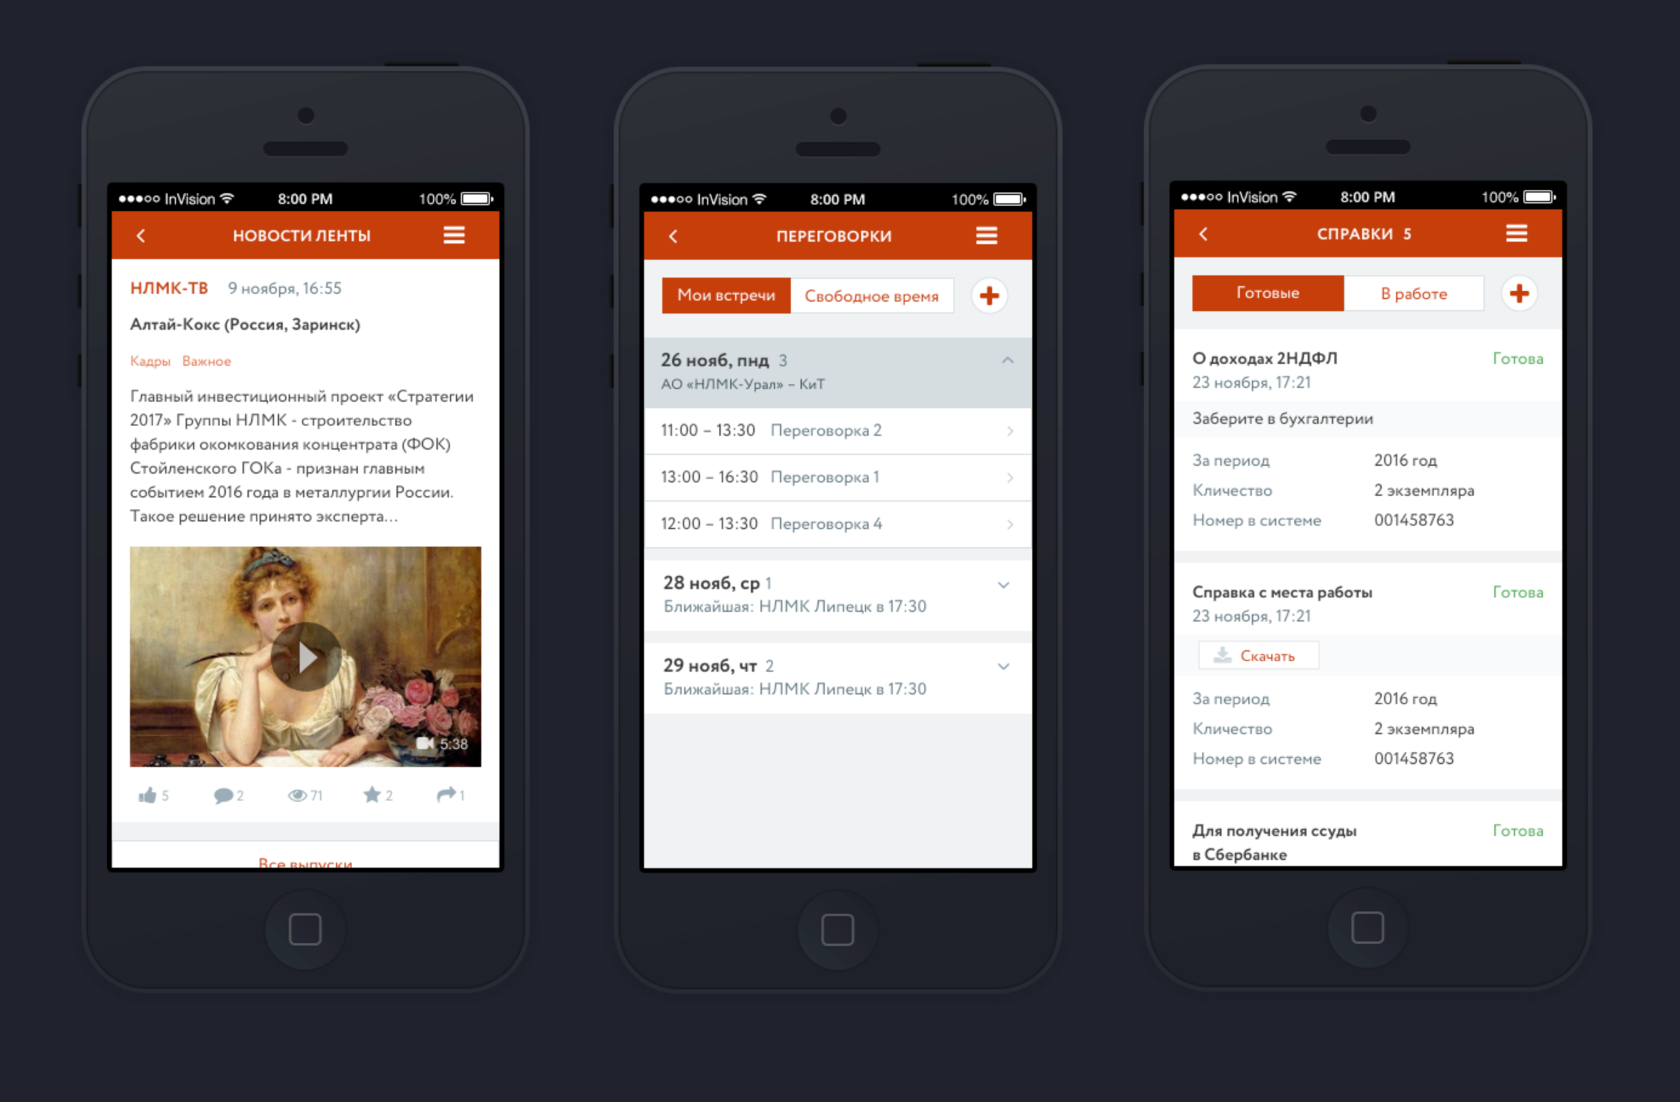 InVision 8:00 PM 100%
НОВОСТИ ЛЕНТЫ
НЛМК-ТВ 9 ноября, 16:55
Алтай-Кокс (Россия, Заринск)
Кадры Важное
Главный инвестиционный проект «Стратегии
2017» Группы НЛМК - строительство
фабрики окомкования концентрата (ФОК)
Стойленского ГОКа - признан главным
событием 2016 года в металлургии России.
Такое решение принято эксперта...
5:38
5 2 71 2 1
Все выпуски
InVision 8:00 PM 100%
ПЕРЕГОВОРКИ
Мои встречи Свободное время
26 нояб, пнд 3
АО «НЛМК-Урал» – КиТ
11:00 – 13:30 Переговорка 2
13:00 – 16:30 Переговорка 1
12:00 – 13:30 Переговорка 4
28 нояб, ср 1
Ближайшая: НЛМК Липецк в 17:30
29 нояб, чт 2
Ближайшая: НЛМК Липецк в 17:30
InVision 8:00 PM 100%
СПРАВКИ 5
Готовые В работе
О доходах 2НДФЛ Готова
23 ноября, 17:21
Заберите в бухгалтерии
За период 2016 год
Кличество 2 экземпляра
Номер в системе 001458763
Справка с места работы Готова
23 ноября, 17:21
Скачать
За период 2016 год
Кличество 2 экземпляра
Номер в системе 001458763
Для получения ссуды Готова
в Сбербанке